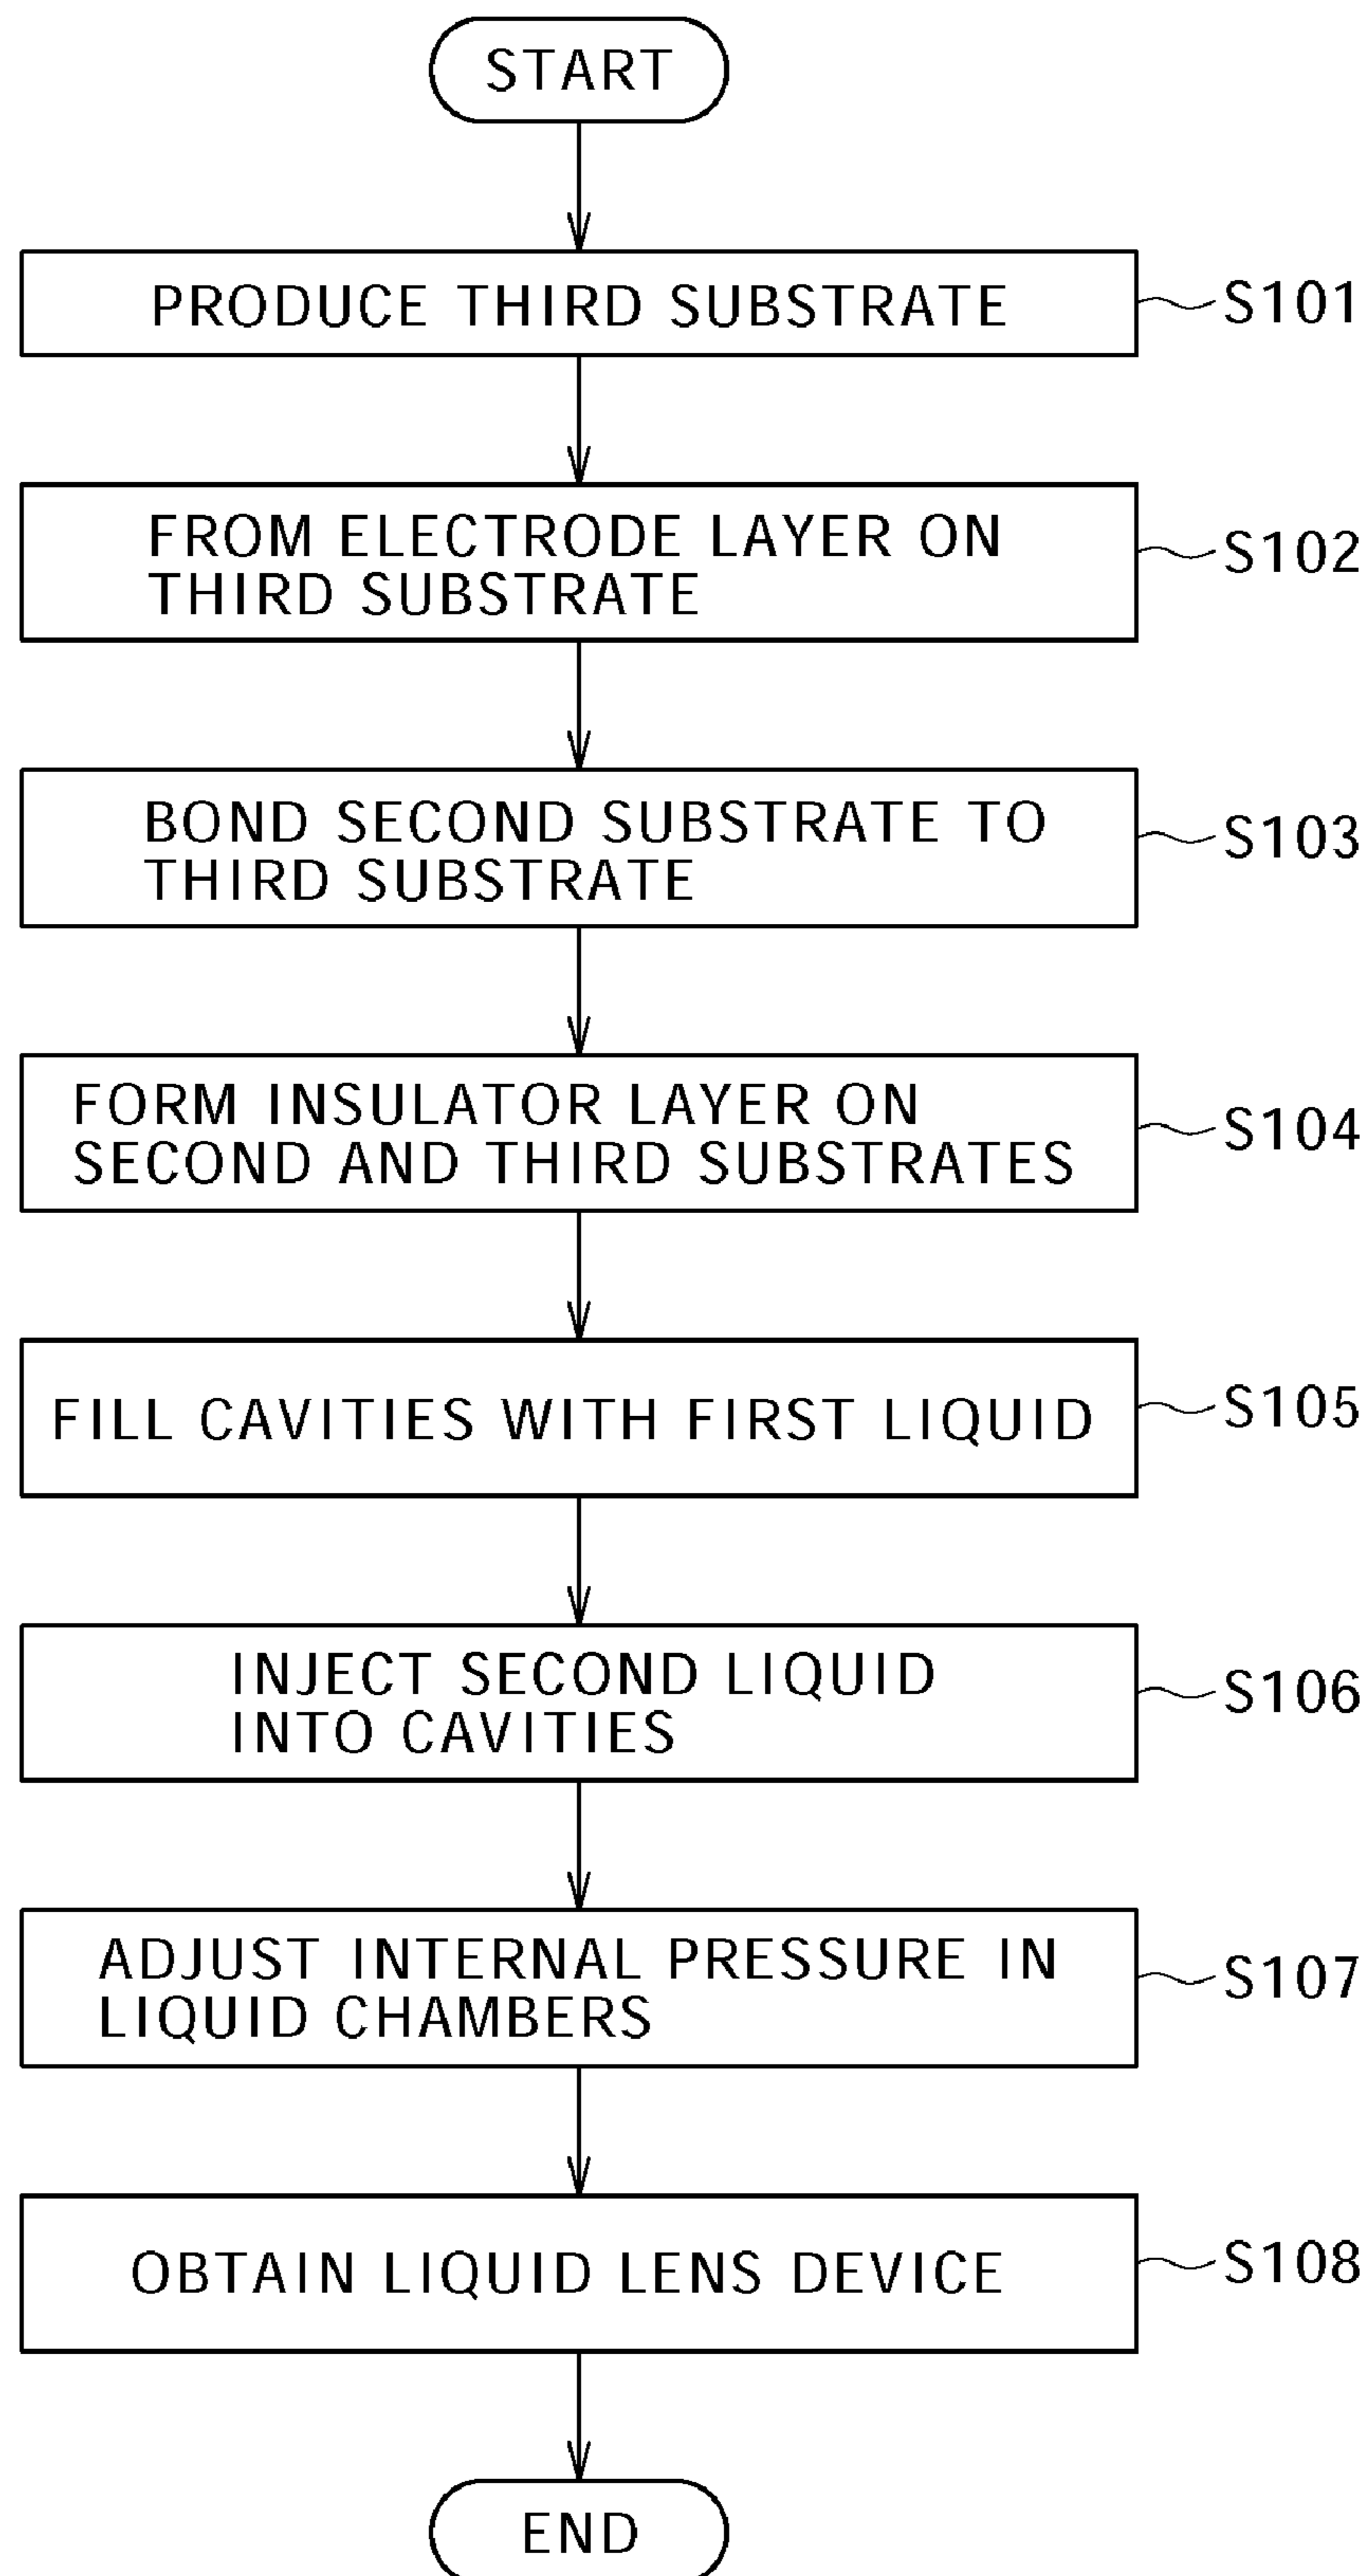 START
PRODUCE THIRD SUBSTRATE
S101
FROM ELECTRODE LAYER ON
THIRD SUBSTRATE
S102
BOND SECOND SUBSTRATE TO
THIRD SUBSTRATE
S103
FORM INSULATOR LAYER ON
SECOND AND THIRD SUBSTRATES
S104
FILL CAVITIES WITH FIRST LIQUID
S105
INJECT SECOND LIQUID
INTO CAVITIES
S106
ADJUST INTERNAL PRESSURE IN
LIQUID CHAMBERS
S107
OBTAIN LIQUID LENS DEVICE
S108
END